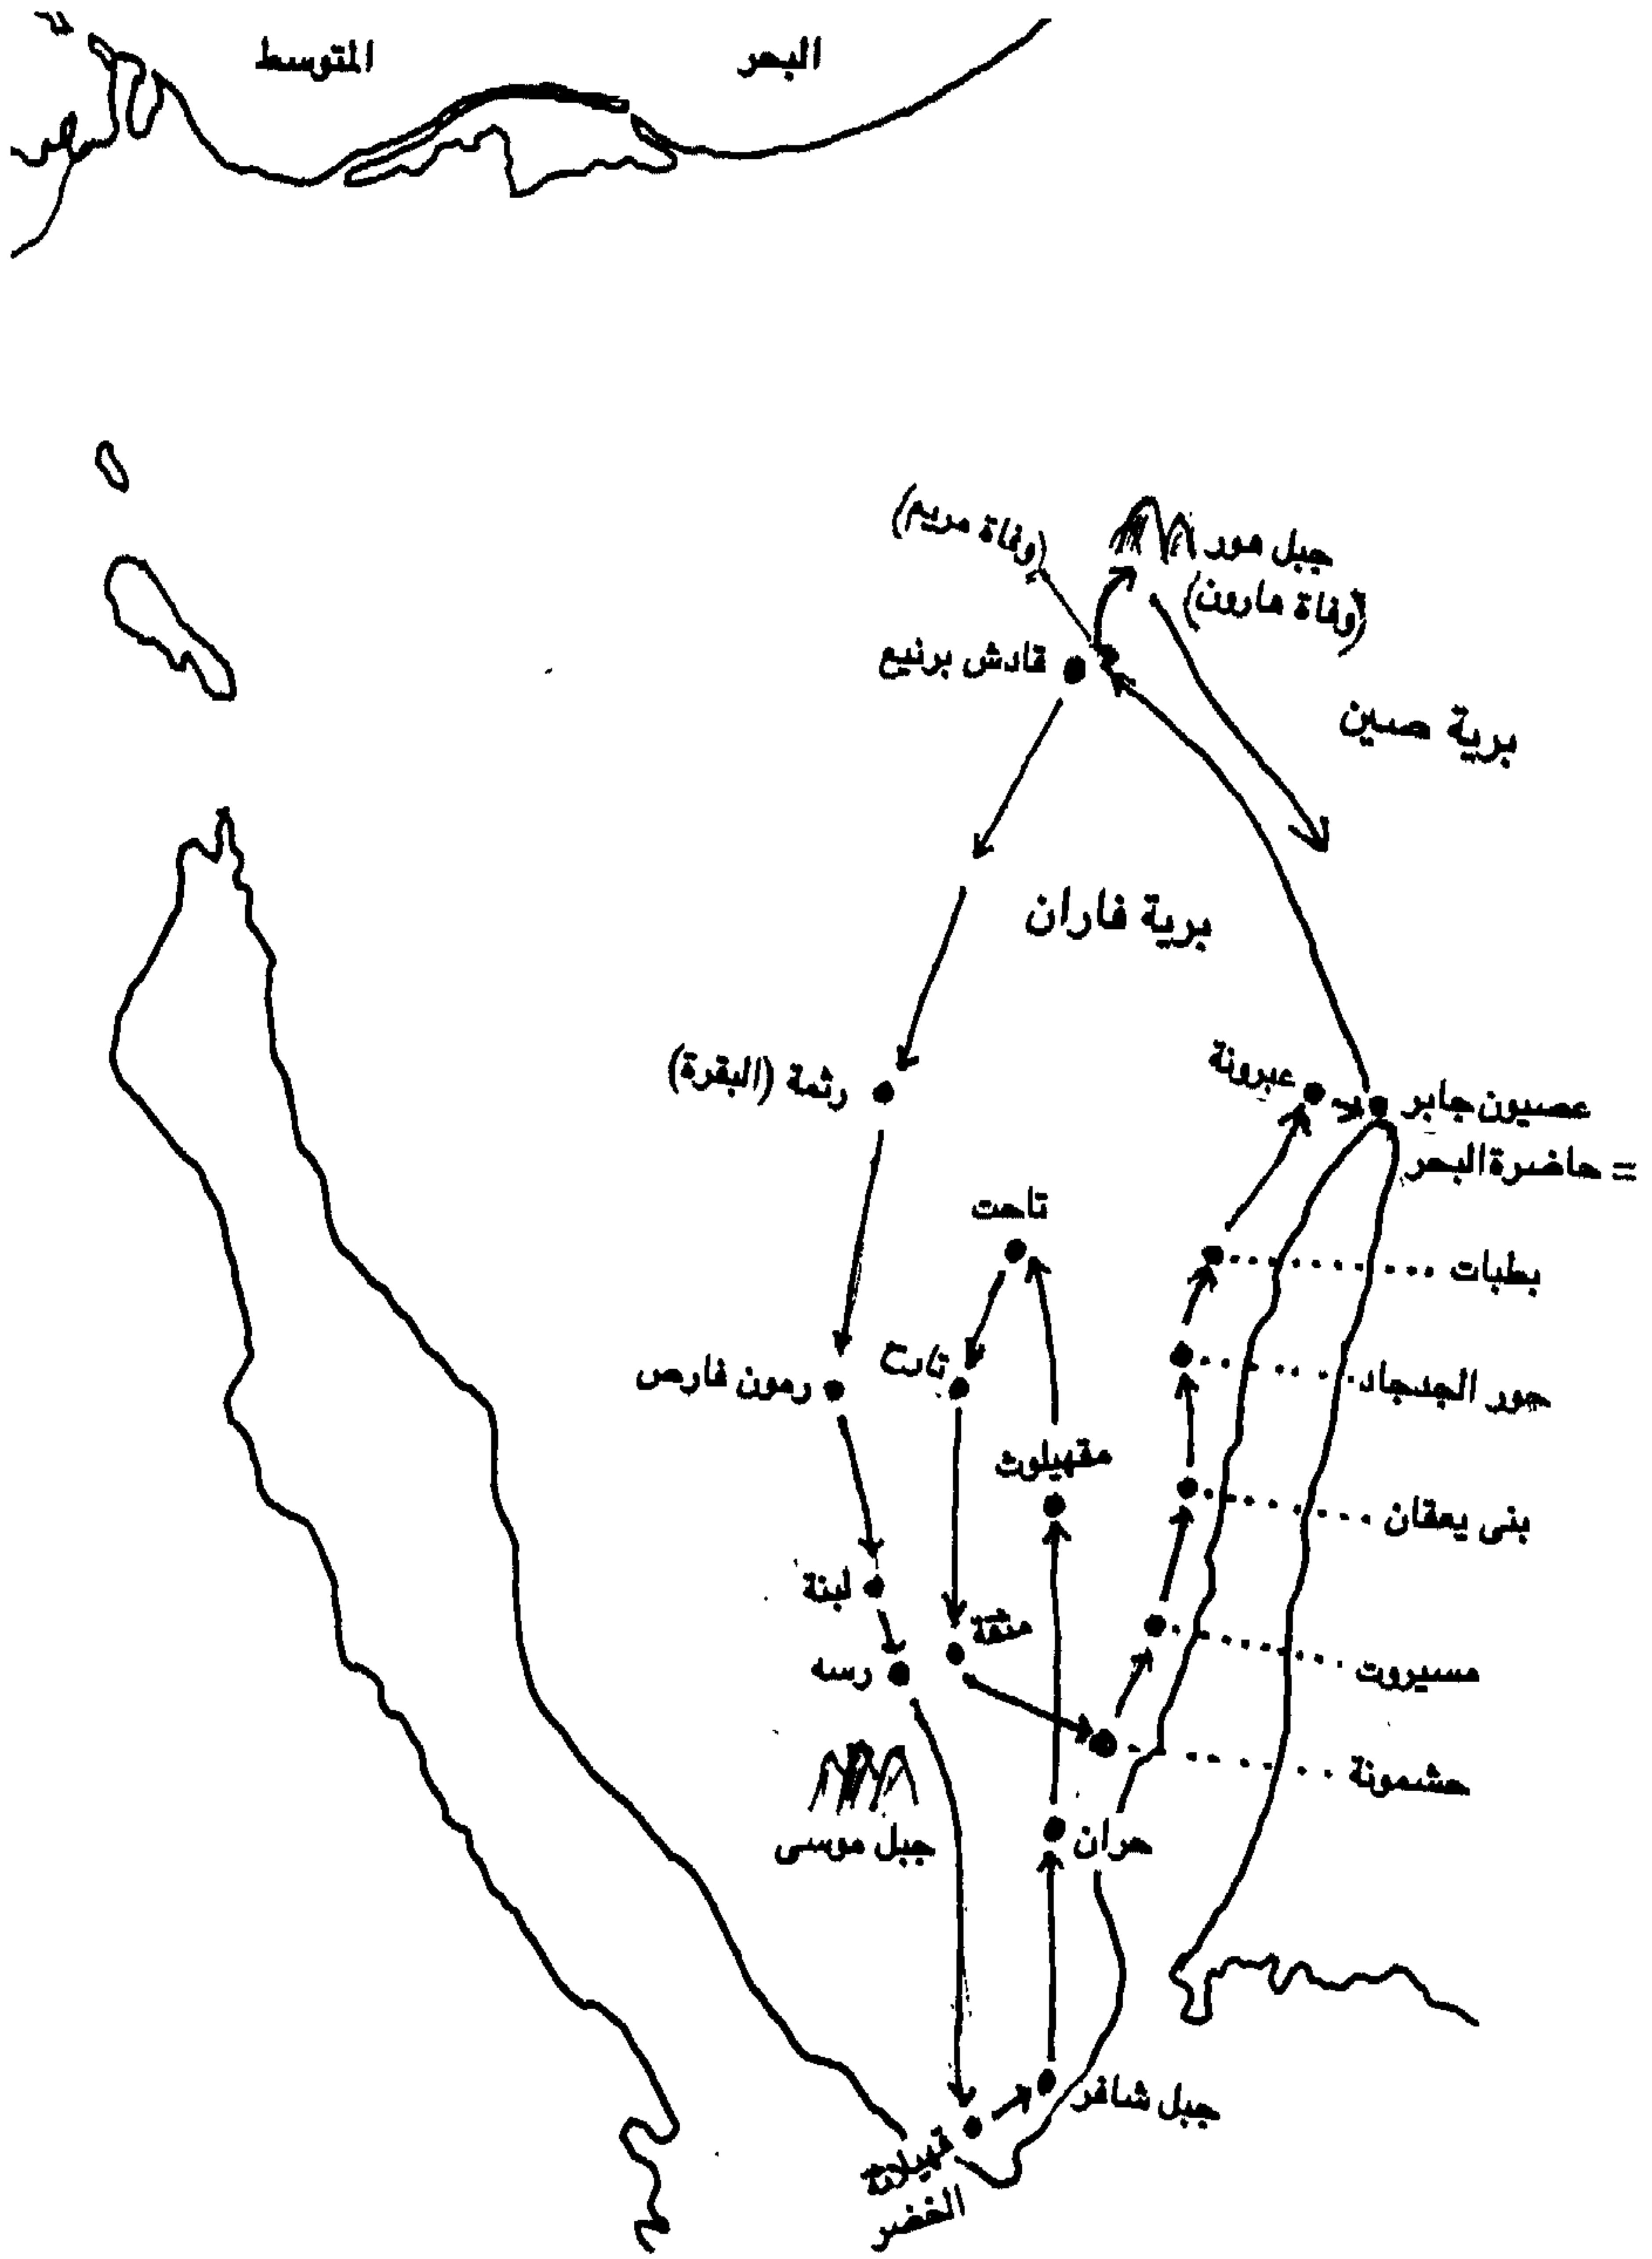 البحر المتوسط
جبل هور
(وفاة هارون)
(وفاة مريم)
قادش برنيع
برية صين
برية فاران
رثمة (البقرة)
عبرونة
عصيون جابر
= حاضرة البحر
تاحت
بطبات
تارح
رمون فارص
حور الجدجاد
مقهيلوث
بنى يعقان
لبنة
مثقة
رسه
مسيروت
حشمونة
جبل موسى
حران
جبل شافر
قهيلاته
الخضر